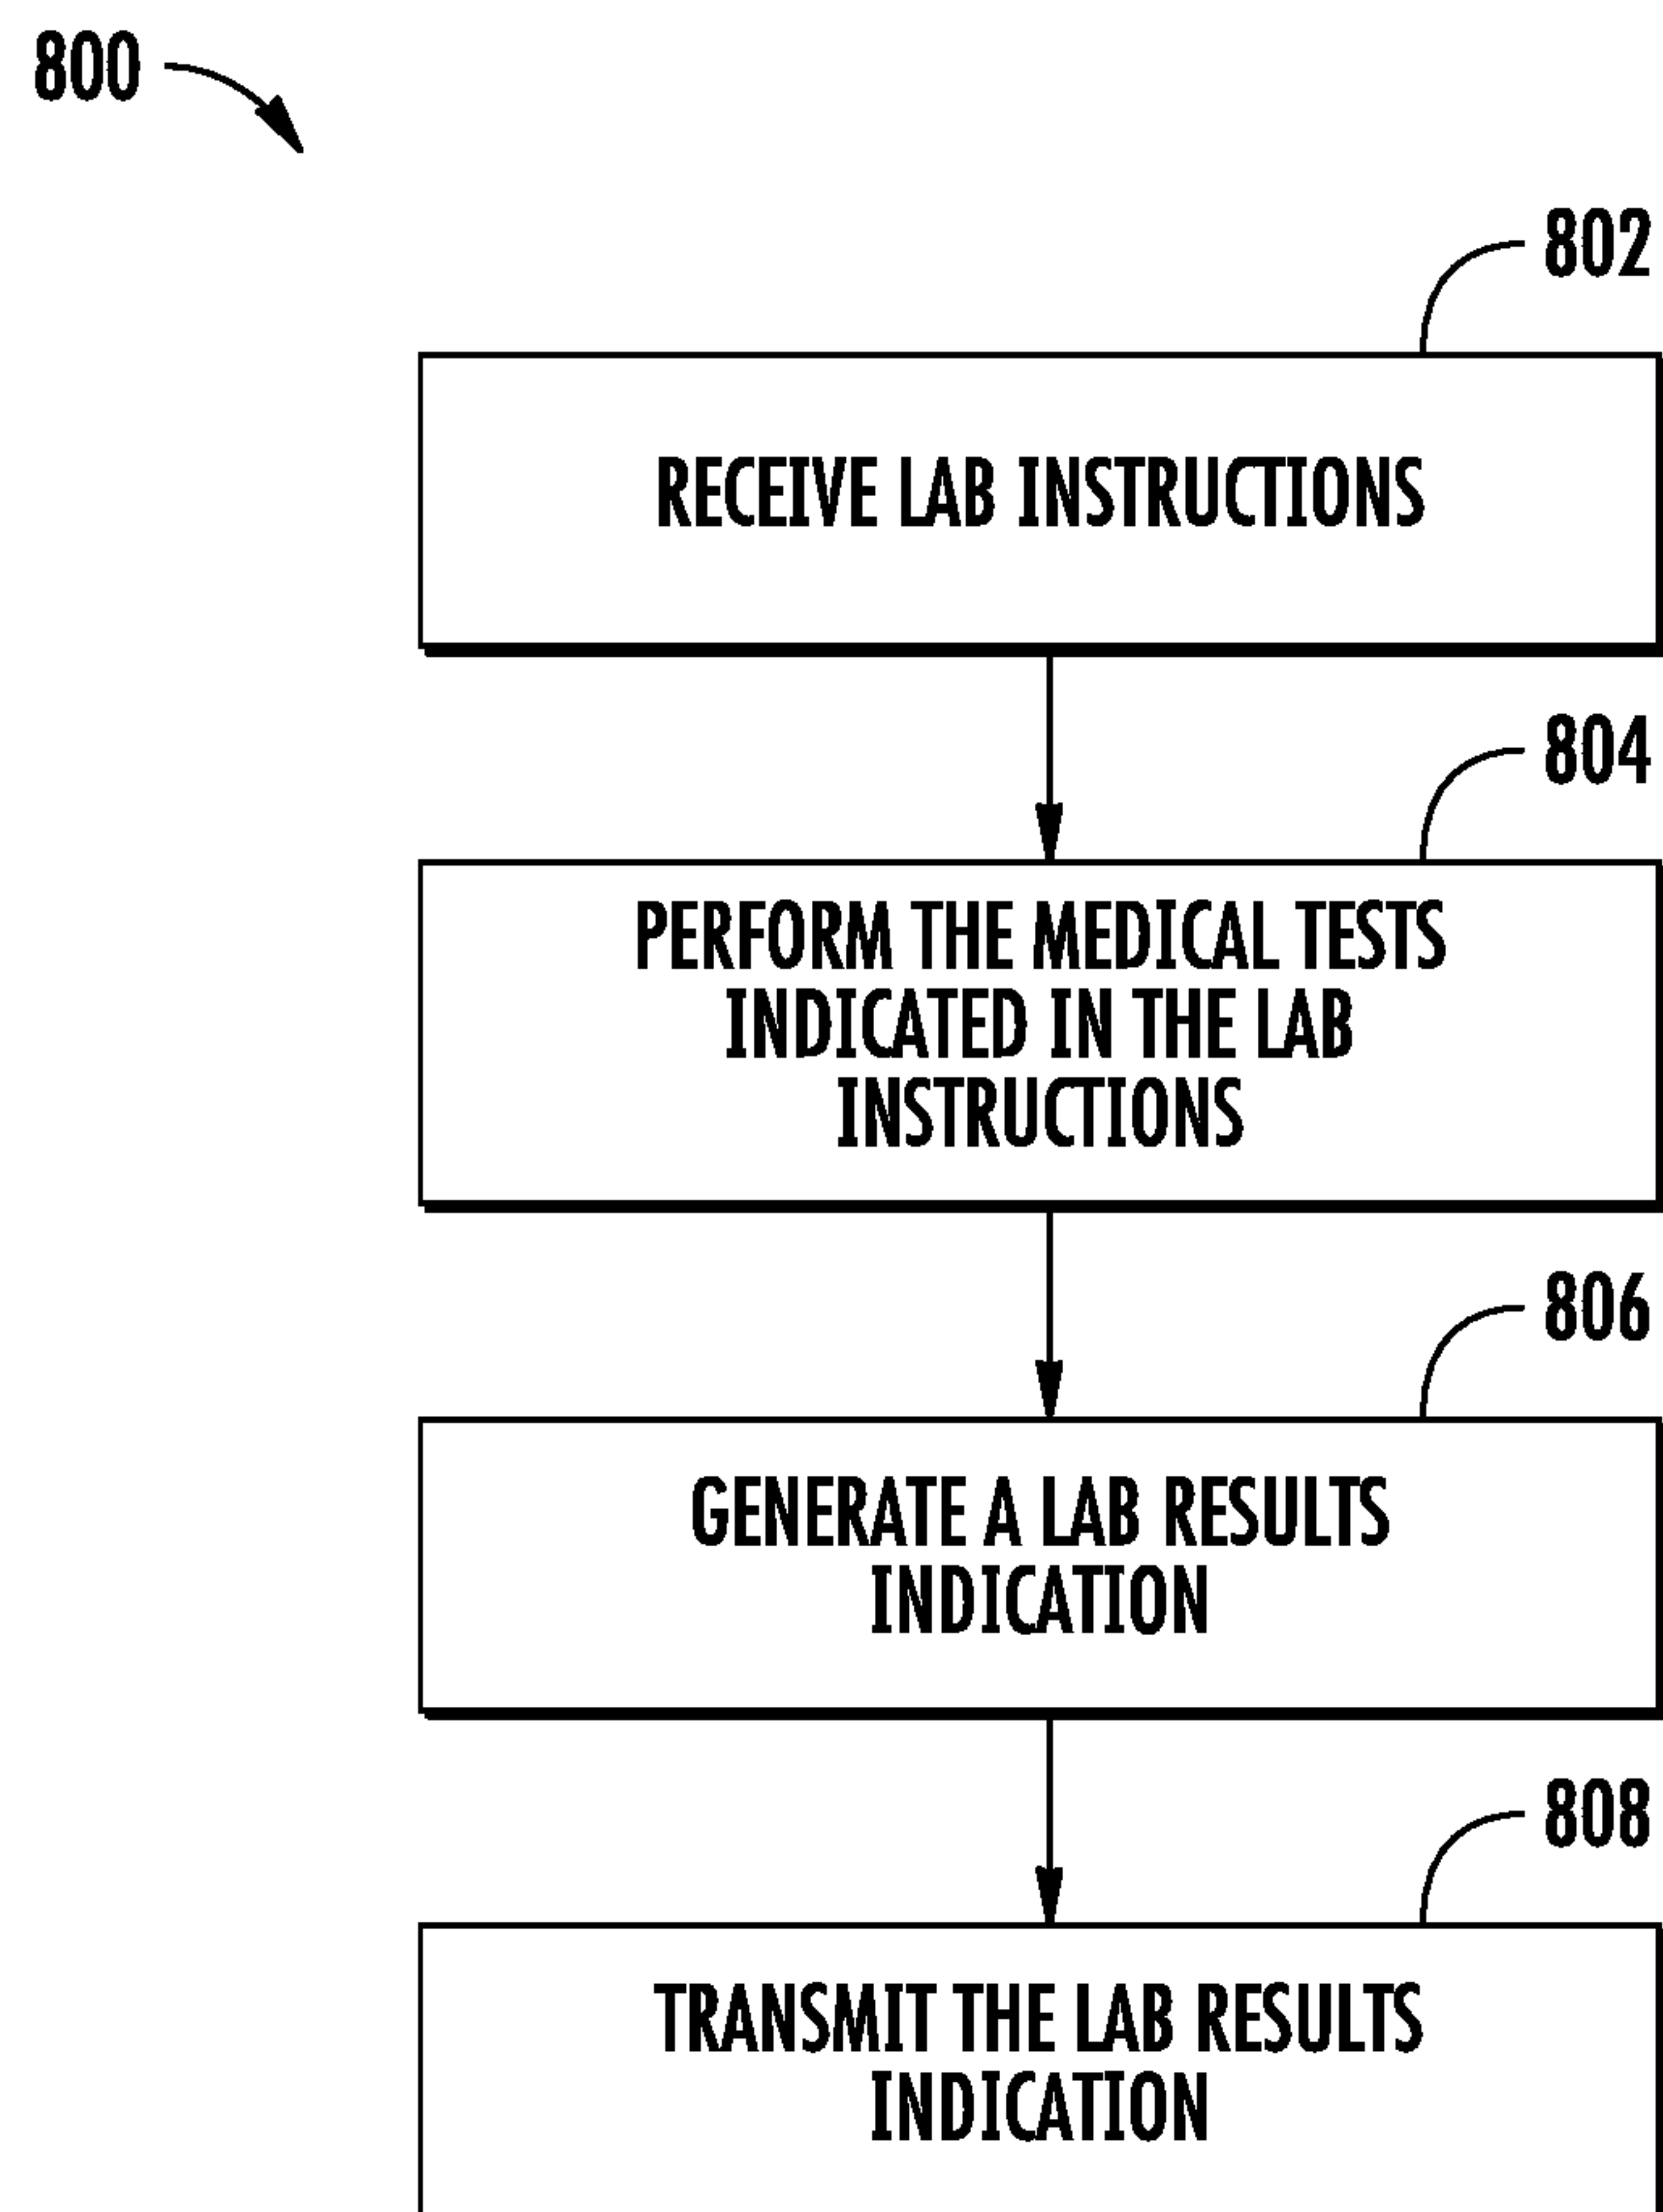 800
802
RECEIVE LAB INSTRUCTIONS
804
PERFORM THE MEDICAL TESTS
INDICATED IN THE LAB
INSTRUCTIONS
806
GENERATE A LAB RESULTS
INDICATION
808
TRANSMIT THE LAB RESULTS
INDICATION